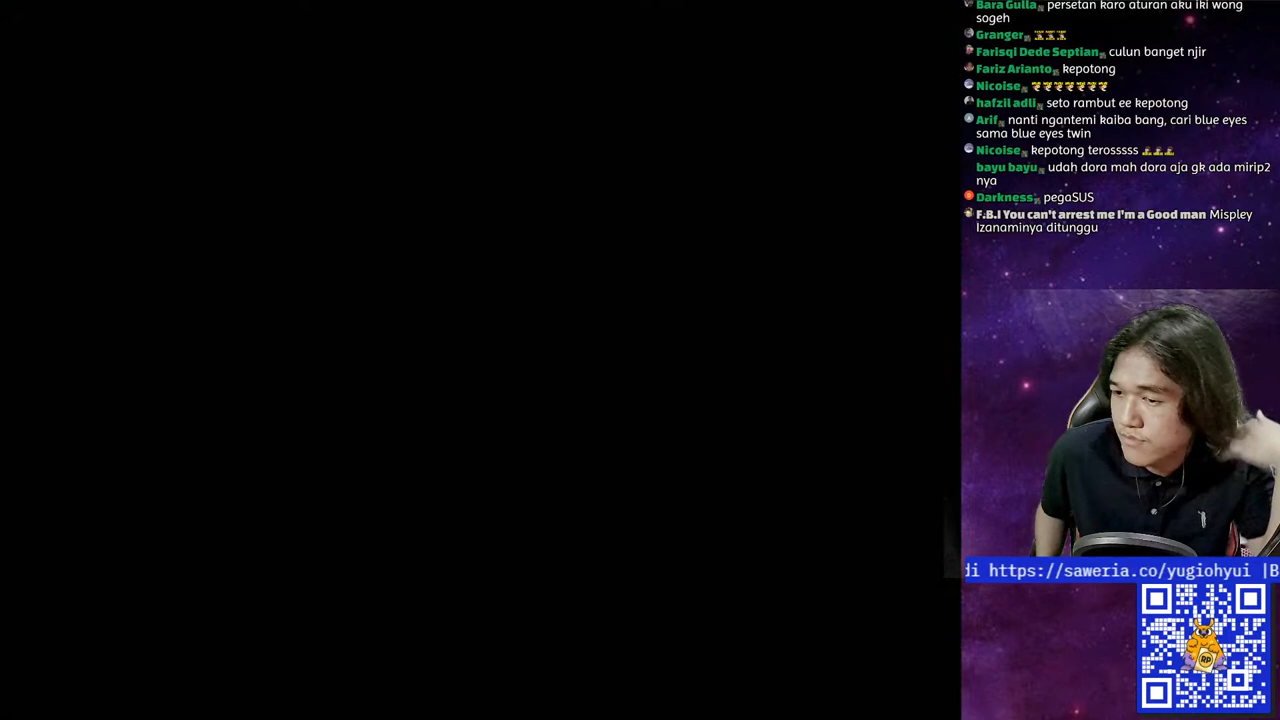 Bara Gulla persetan karo aturan aku iki wong
sogeh
Granger
Farisqi Dede Septian culun banget njir
Fariz Arianto kepotong
Nicoise
hafzil adli seto rambut ee kepotong
Arif nanti ngantemi kaiba bang, cari blue eyes
sama blue eyes twin
Nicoise kepotong terosssss
bayu bayu udah dora mah dora aja gk ada mirip2
nya
Darkness pegaSUS
F.B.I You can't arrest me I'm a Good man Mispley
Izanaminya ditunggu
di https://saweria.co/yugiohyui |B
RP